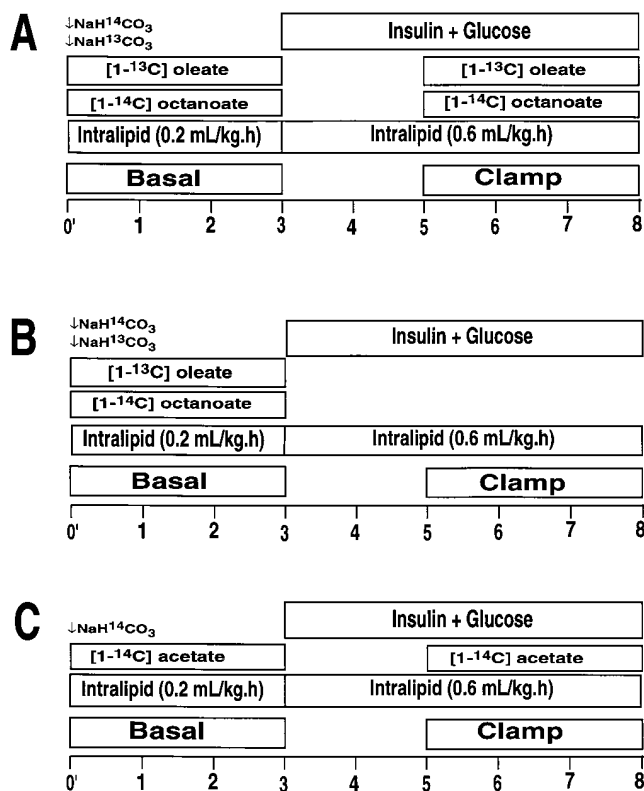 A
↓NaH¹⁴CO₃
↓NaH¹³CO₃
Insulin + Glucose
[1-¹³C] oleate
[1-¹³C] oleate
[1-¹⁴C] octanoate
[1-¹⁴C] octanoate
Intralipid (0.2 mL/kg.h)
Intralipid (0.6 mL/kg.h)
Basal
Clamp
0' 1 2 3 4 5 6 7 8
B
↓NaH¹⁴CO₃
↓NaH¹³CO₃
Insulin + Glucose
[1-¹³C] oleate
[1-¹⁴C] octanoate
Intralipid (0.2 mL/kg.h)
Intralipid (0.6 mL/kg.h)
Basal
Clamp
0' 1 2 3 4 5 6 7 8
C
↓NaH¹⁴CO₃
Insulin + Glucose
[1-¹⁴C] acetate
[1-¹⁴C] acetate
Intralipid (0.2 mL/kg.h)
Intralipid (0.6 mL/kg.h)
Basal
Clamp
0' 1 2 3 4 5 6 7 8